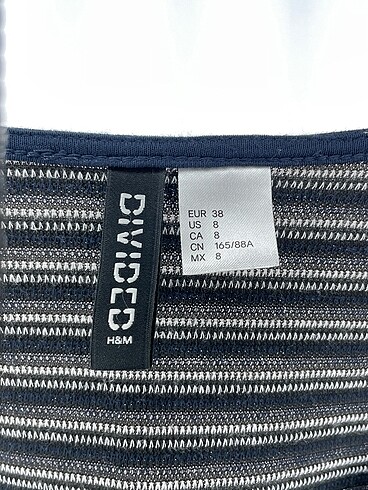 DIVIDED
H&M
EUR 38
US 8
CA 8
CN 165/88A
MX 8